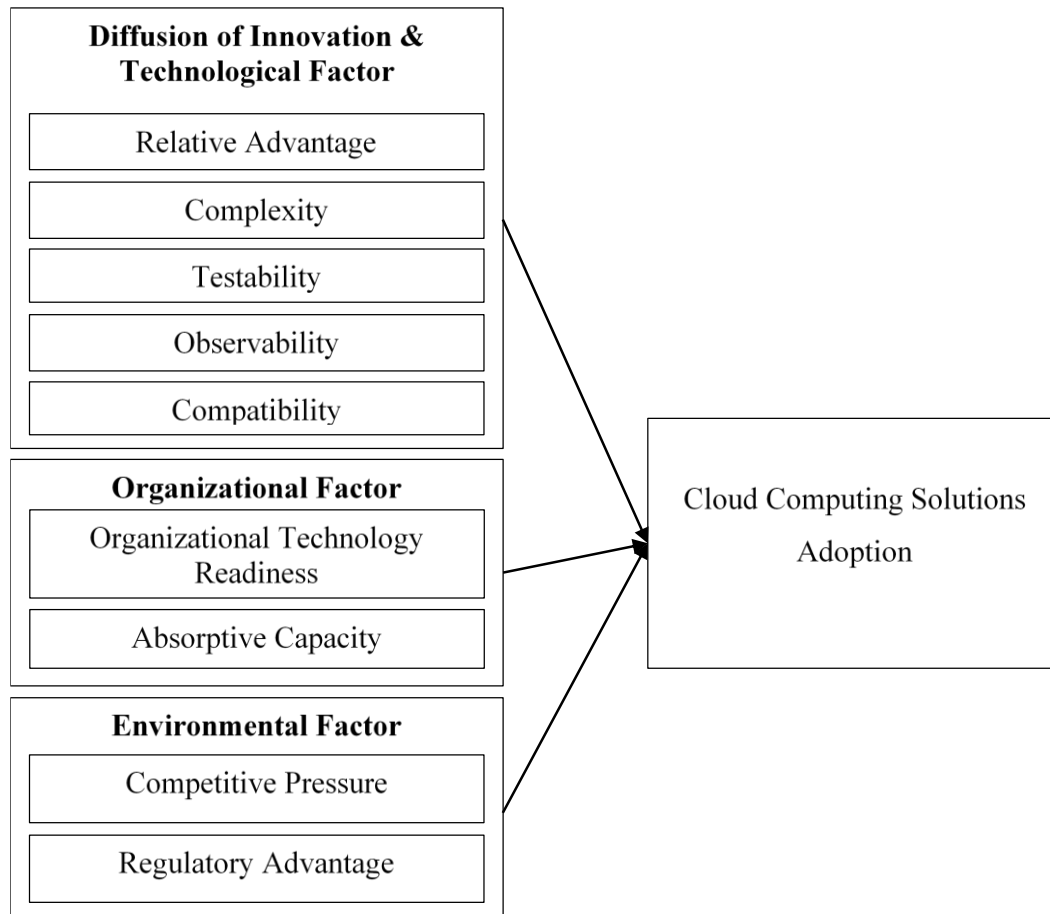 Diffusion of Innovation &
Technological Factor
Relative Advantage
Complexity
Testability
Observability
Compatibility
Organizational Factor
Organizational Technology
Readiness
Absorptive Capacity
Environmental Factor
Competitive Pressure
Regulatory Advantage
Cloud Computing Solutions
Adoption